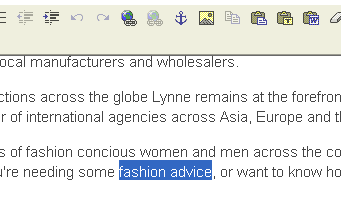 ocal manufacturers and wholesalers.
ctions across the globe Lynne remains at the forefron
r of international agencies across Asia, Europe and t
s of fashion concious women and men across the co
're needing some fashion advice, or want to know ho